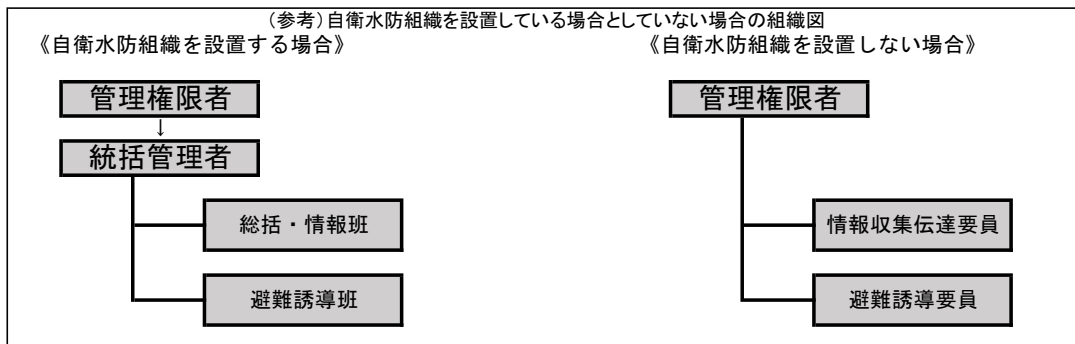 (参考)自衛水防組織を設置している場合としていない場合の組織図
《自衛水防組織を設置する場合》
《自衛水防組織を設置しない場合》
管理権限者
↓
統括管理者
総括・情報班
避難誘導班
管理権限者
情報収集伝達要員
避難誘導要員